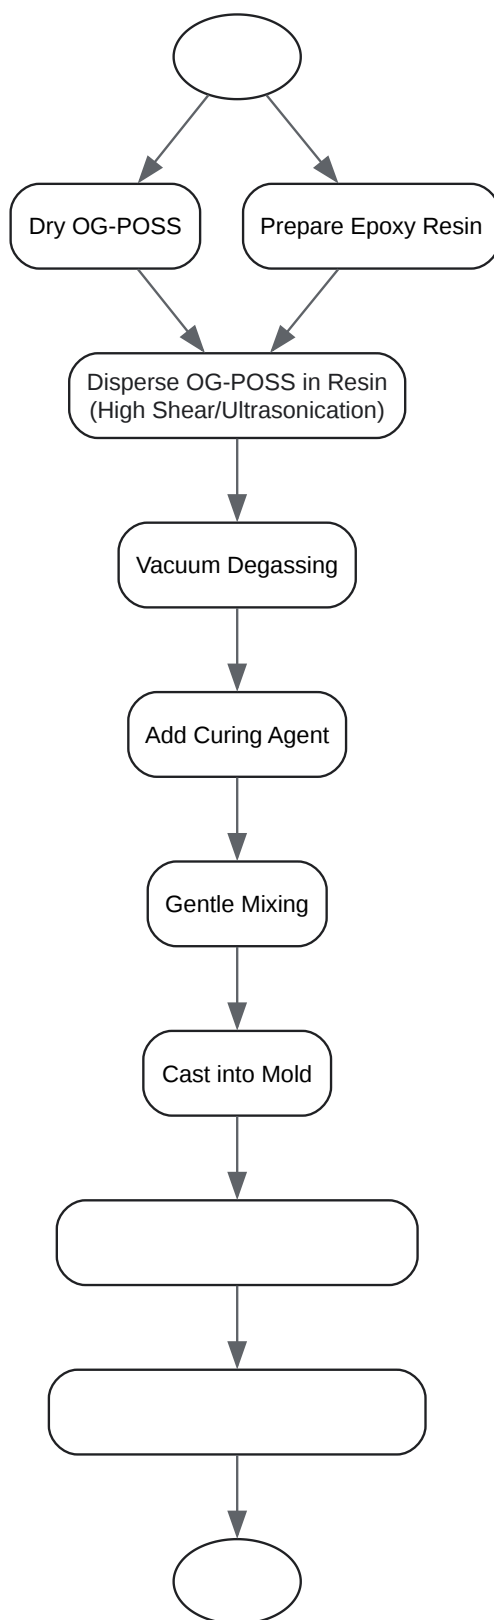 Dry OG-POSS
Prepare Epoxy Resin
Disperse OG-POSS in Resin
(High Shear/Ultrasonication)
Vacuum Degassing
Add Curing Agent
Gentle Mixing
Cast into Mold